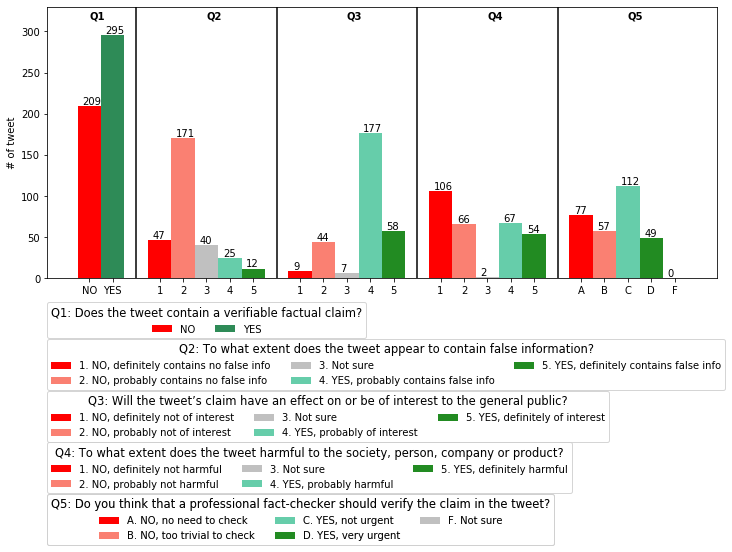 Q1 Q2 Q3 Q4 Q5
# of tweet
300
250
200
150
100
50
0
209 295
47 171 40 25 12
9 44 7 177 58
106 66 2 67 54
77 57 112 49 0
NO YES 1 2 3 4 5 1 2 3 4 5 1 2 3 4 5 A B C D F
Q1: Does the tweet contain a verifiable factual claim?
NO YES
Q2: To what extent does the tweet appear to contain false information?
1. NO, definitely contains no false info 3. Not sure 5. YES, definitely contains false info
2. NO, probably contains no false info 4. YES, probably contains false info
Q3: Will the tweet’s claim have an effect on or be of interest to the general public?
1. NO, definitely not of interest 3. Not sure 5. YES, definitely of interest
2. NO, probably not of interest 4. YES, probably of interest
Q4: To what extent does the tweet harmful to the society, person, company or product?
1. NO, definitely not harmful 3. Not sure 5. YES, definitely harmful
2. NO, probably not harmful 4. YES, probably harmful
Q5: Do you think that a professional fact-checker should verify the claim in the tweet?
A. NO, no need to check C. YES, not urgent F. Not sure
B. NO, too trivial to check D. YES, very urgent